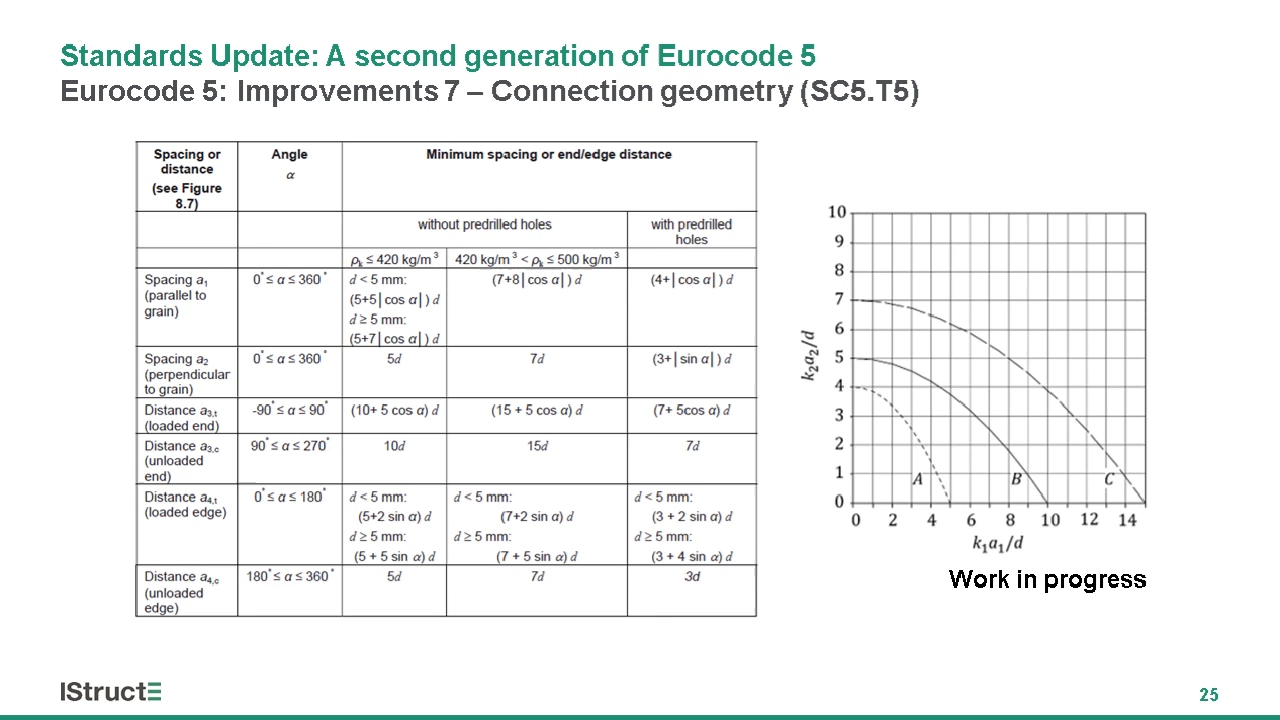 Standards Update: A second generation of Eurocode 5
Eurocode 5: Improvements 7 – Connection geometry (SC5.T5)
Spacing or distance (see Figure 8.7) Angle α Minimum spacing or end/edge distance
without predrilled holes with predrilled holes
ρk ≤ 420 kg/m³ 420 kg/m³ < ρk ≤ 500 kg/m³
Spacing a1 (parallel to grain) 0° ≤ α ≤ 360° d < 5 mm: (5+5│cos α│) d d ≥ 5 mm: (5+7│cos α│) d (7+8│cos α│) d (4+│cos α│) d
Spacing a2 (perpendicular to grain) 0° ≤ α ≤ 360° 5d 7d (3+│sin α│) d
Distance a3,t (loaded end) -90° ≤ α ≤ 90° (10+ 5 cos α) d (15 + 5 cos α) d (7+ 5cos α) d
Distance a3,c (unloaded end) 90° ≤ α ≤ 270° 10d 15d 7d
Distance a4,t (loaded edge) 0° ≤ α ≤ 180° d < 5 mm: (5+2 sin α) d d ≥ 5 mm: (5 + 5 sin α) d d < 5 mm: (7+2 sin α) d d ≥ 5 mm: (7 + 5 sin α) d d < 5 mm: (3 + 2 sin α) d d ≥ 5 mm: (3 + 4 sin α) d
Distance a4,c (unloaded edge) 180° ≤ α ≤ 360° 5d 7d 3d
10
9
8
7
6
5
4
3
2
1
0
k2a2/d
A B C
0 2 4 6 8 10 12 14
k1a1/d
Work in progress
IStructE
25